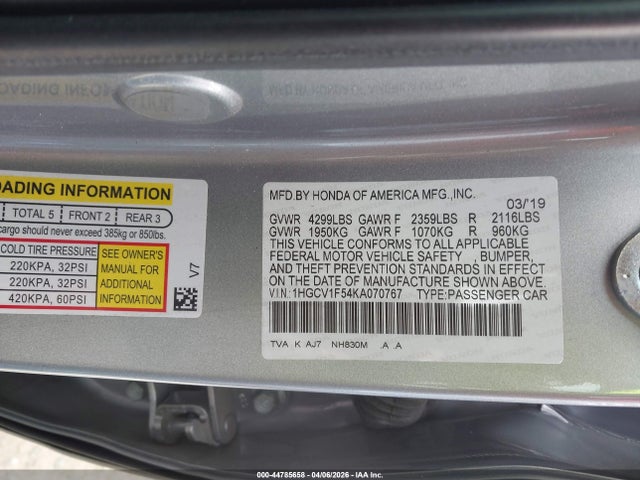 OADING INFORMATION
TOTAL 5 FRONT 2 REAR 3
cargo should never exceed 385kg or 850lbs.
COLD TIRE PRESSURE
220KPA, 32PSI
220KPA, 32PSI
420KPA, 60PSI
SEE OWNER'S
MANUAL FOR
ADDITIONAL
INFORMATION
V7
MFD.BY HONDA OF AMERICA MFG.,INC.
03/'19
GVWR 4299LBS GAWR F 2359LBS R 2116LBS
GVWR 1950KG GAWR F 1070KG R 960KG
THIS VEHICLE CONFORMS TO ALL APPLICABLE
FEDERAL MOTOR VEHICLE SAFETY , BUMPER,
AND THEFT PREVENTION STANDARDS IN EFFECT
ON THE DATE OF MANUFACTURE SHOWN ABOVE.
V.I.N.: 1HGCV1F54KA070767 TYPE:PASSENGER CAR
TVA K AJ7 NH830M .A .A
000-44785658 - 04/06/2026 - IAA Inc.